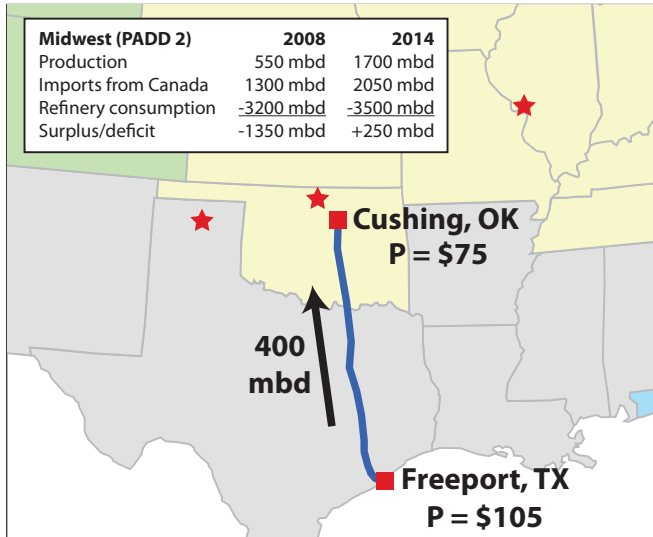 Midwest (PADD 2) 2008 2014
Production 550 mbd 1700 mbd
Imports from Canada 1300 mbd 2050 mbd
Refinery consumption -3200 mbd -3500 mbd
Surplus/deficit -1350 mbd +250 mbd
Cushing, OK
P = $75
400
mbd
Freeport, TX
P = $105